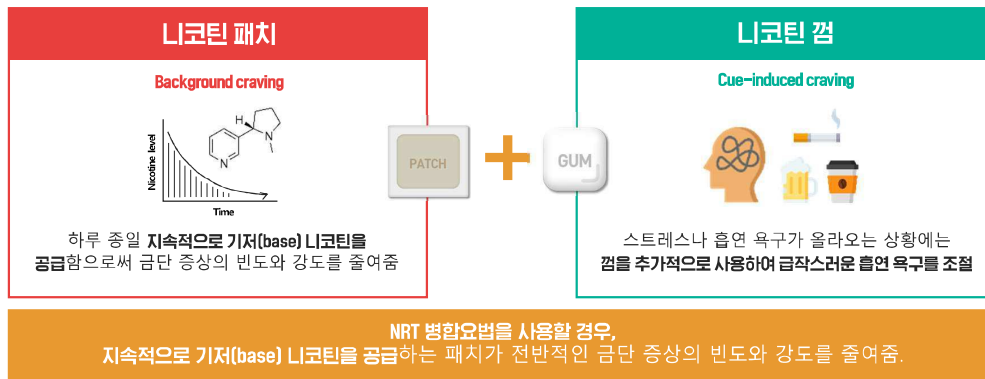 니코틴 패치
Background craving
Nicotine level
H
N
N
Time
하루 종일 지속적으로 기저(base) 니코틴을
공급함으로써 금단 증상의 빈도와 강도를 줄여줌
PATCH
GUM
니코틴 껌
Cue-induced craving
스트레스나 흡연 욕구가 올라오는 상황에는
껌을 추가적으로 사용하여 급작스러운 흡연 욕구를 조절
NRT 병합요법을 사용할 경우,
지속적으로 기저(base) 니코틴을 공급하는 패치가 전반적인 금단 증상의 빈도와 강도를 줄여줌.